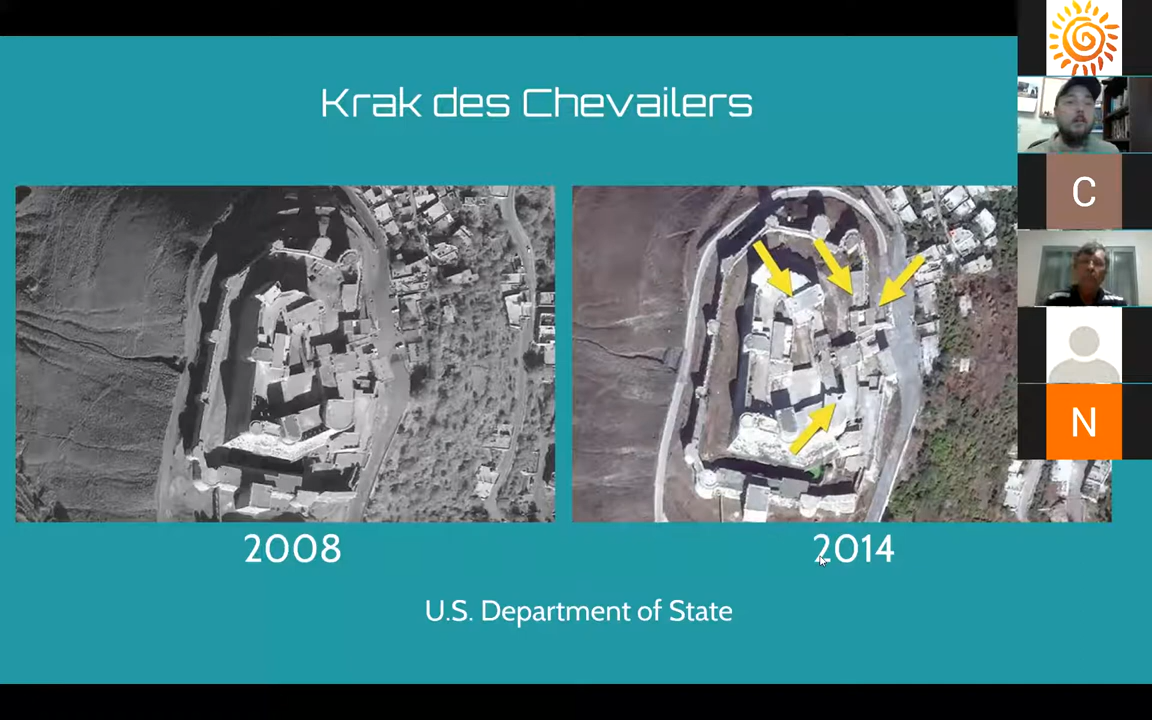 Krak des Chevailers
2008
2014
U.S. Department of State
C
N